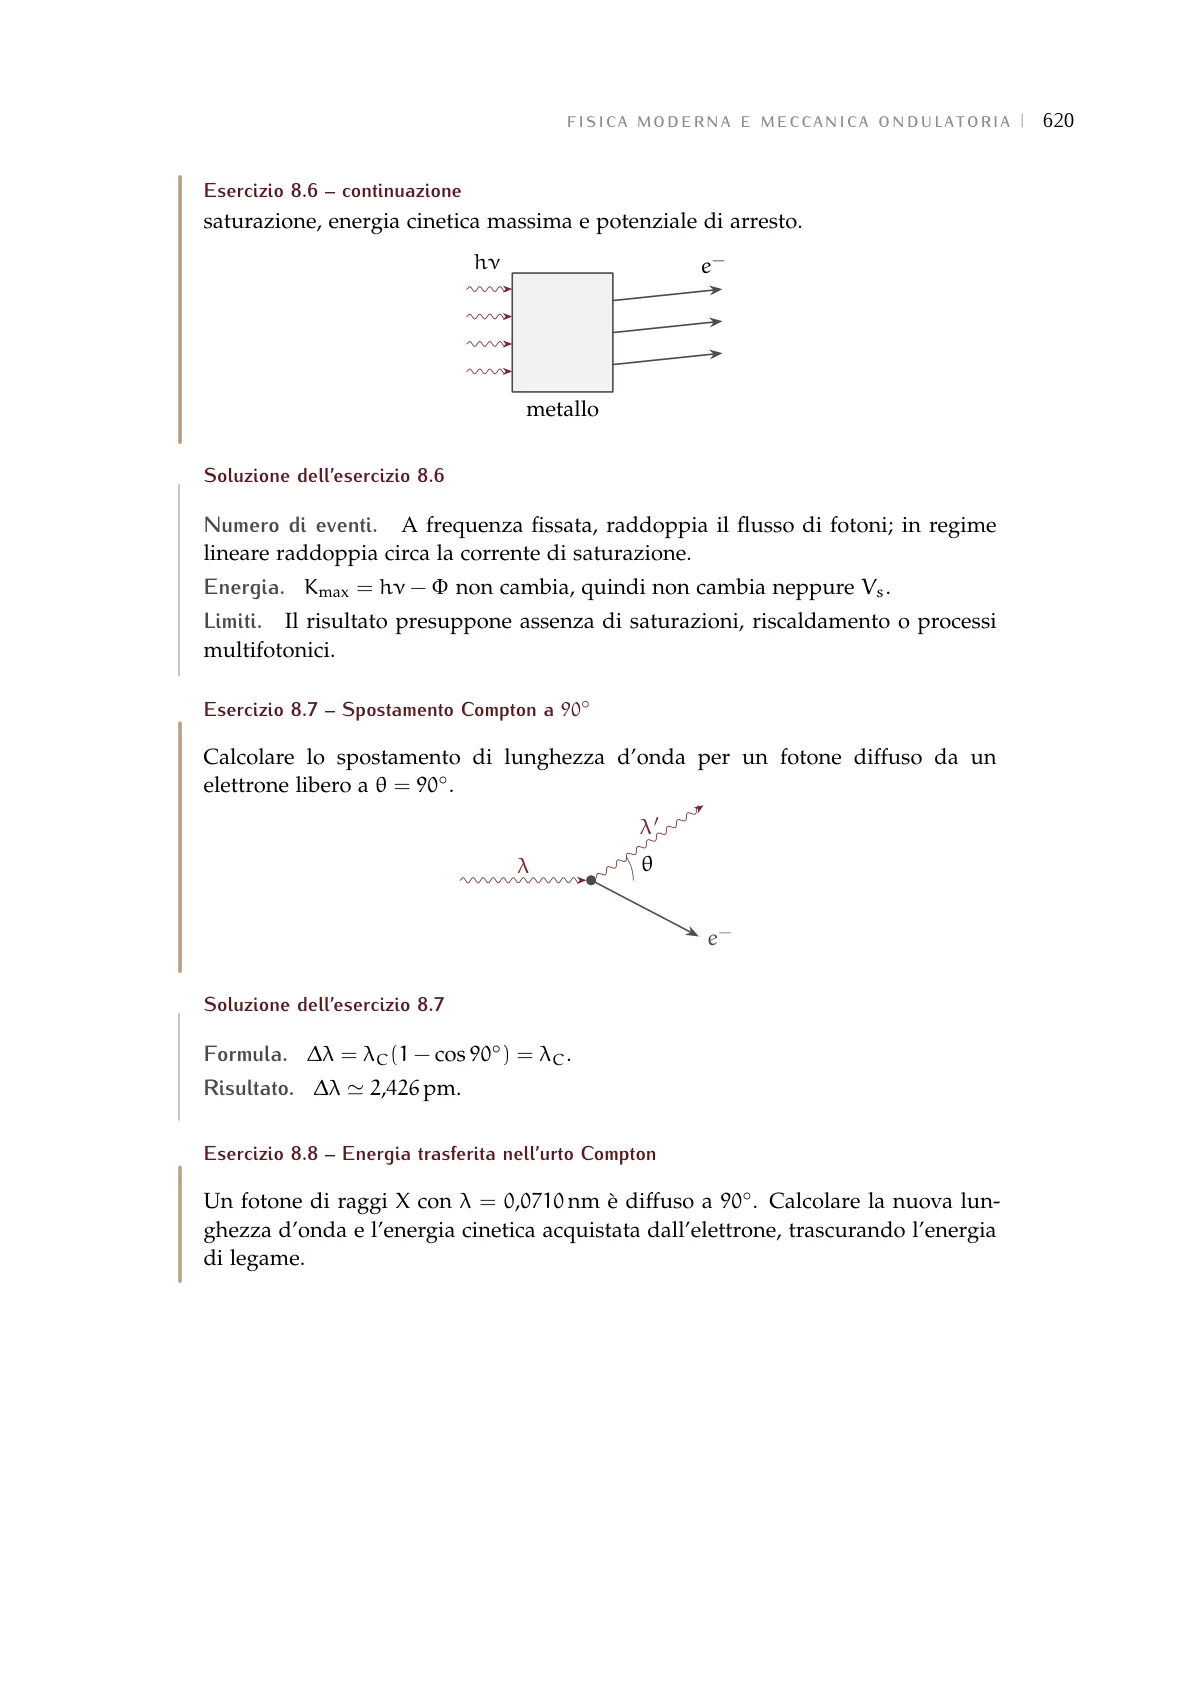 FISICA MODERNA E MECCANICA ONDULATORIA | 620
Esercizio 8.6 – continuazione
saturazione, energia cinetica massima e potenziale di arresto.
hν
e⁻
metallo
Soluzione dell'esercizio 8.6
Numero di eventi. A frequenza fissata, raddoppia il flusso di fotoni; in regime
lineare raddoppia circa la corrente di saturazione.
Energia. Kmax = hν − Φ non cambia, quindi non cambia neppure Vs.
Limiti. Il risultato presuppone assenza di saturazioni, riscaldamento o processi
multifotonici.
Esercizio 8.7 – Spostamento Compton a 90°
Calcolare lo spostamento di lunghezza d'onda per un fotone diffuso da un
elettrone libero a θ = 90°.
λ′
λ
θ
e⁻
Soluzione dell'esercizio 8.7
Formula. Δλ = λC(1 − cos 90°) = λC.
Risultato. Δλ ≃ 2,426 pm.
Esercizio 8.8 – Energia trasferita nell'urto Compton
Un fotone di raggi X con λ = 0,0710 nm è diffuso a 90°. Calcolare la nuova lun-
ghezza d'onda e l'energia cinetica acquistata dall'elettrone, trascurando l'energia
di legame.